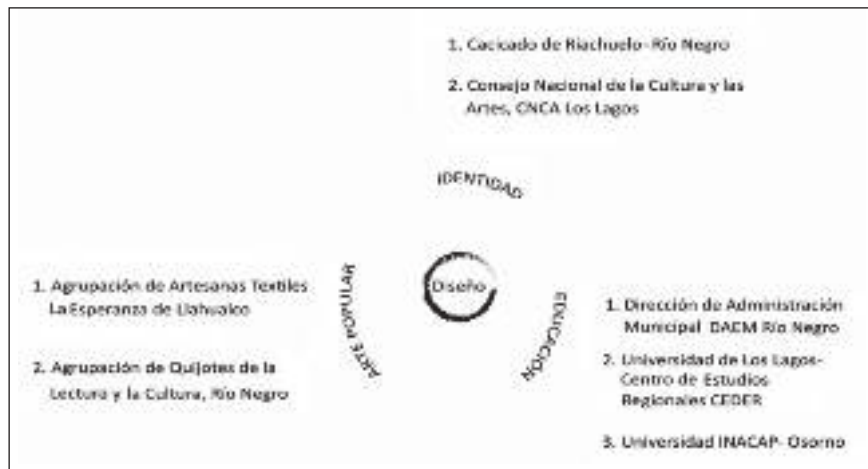 1. Cacicado de Riachuelo- Río Negro
2. Consejo Nacional de la Cultura y las
Artes, CNCA Los Lagos
IDENTIDAD
Diseño
ARTE POPULAR
1. Agrupación de Artesanas Textiles
La Esperanza de Llahualco
2. Agrupación de Quijotes de la
Lectura y la Cultura, Río Negro
EDUCACIÓN
1. Dirección de Administración
Municipal DAEM Río Negro
2. Universidad de Los Lagos-
Centro de Estudios
Regionales CEDER
3. Universidad INACAP- Osorno